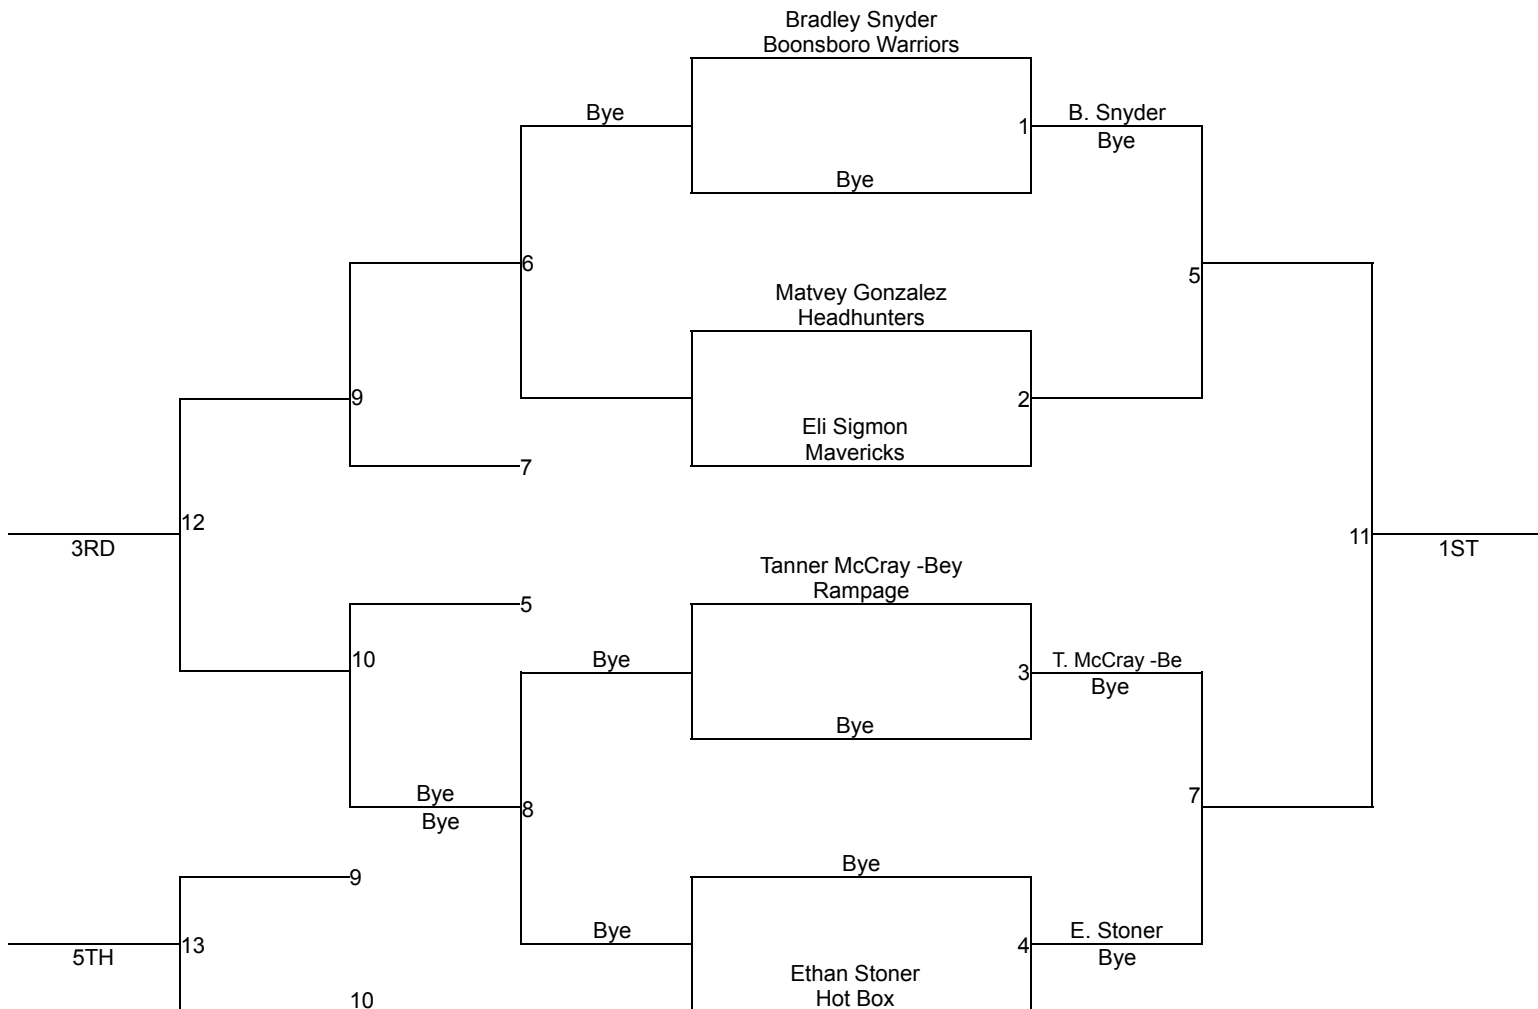 Bradley Snyder
Boonsboro Warriors
Bye
1
B. Snyder
Bye
Bye
6
5
Matvey Gonzalez
Headhunters
9
2
Eli Sigmon
Mavericks
7
12
3RD
11
1ST
Tanner McCray -Bey
Rampage
5
10
Bye
3
T. McCray -Be
Bye
Bye
Bye
Bye
8
7
Bye
9
Bye
4
E. Stoner
Bye
13
5TH
Ethan Stoner
Hot Box
10